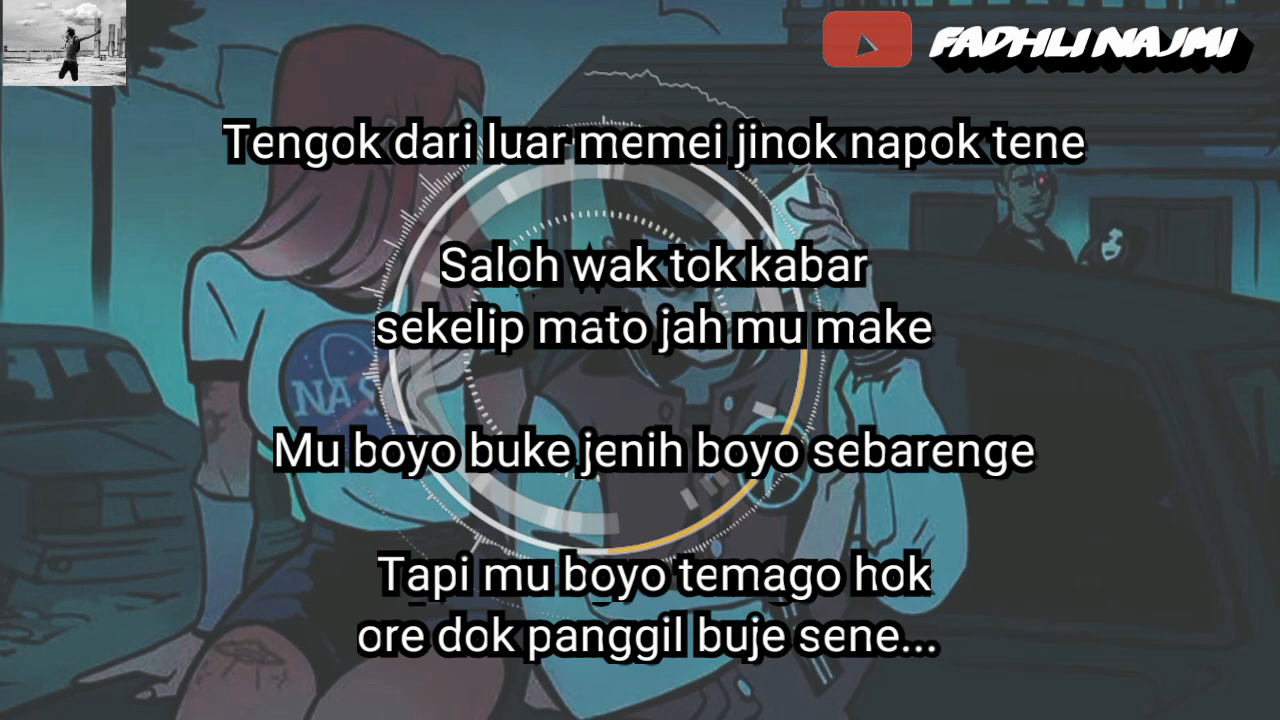 FADHLI NAJMI
Tengok dari luar memei jinok napok tene
Saloh wak tok kabar
sekelip mato jah mu make
NAS
Mu boyo buke jenih boyo sebarenge
Tapi mu boyo temago hok
ore dok panggil buje sene...